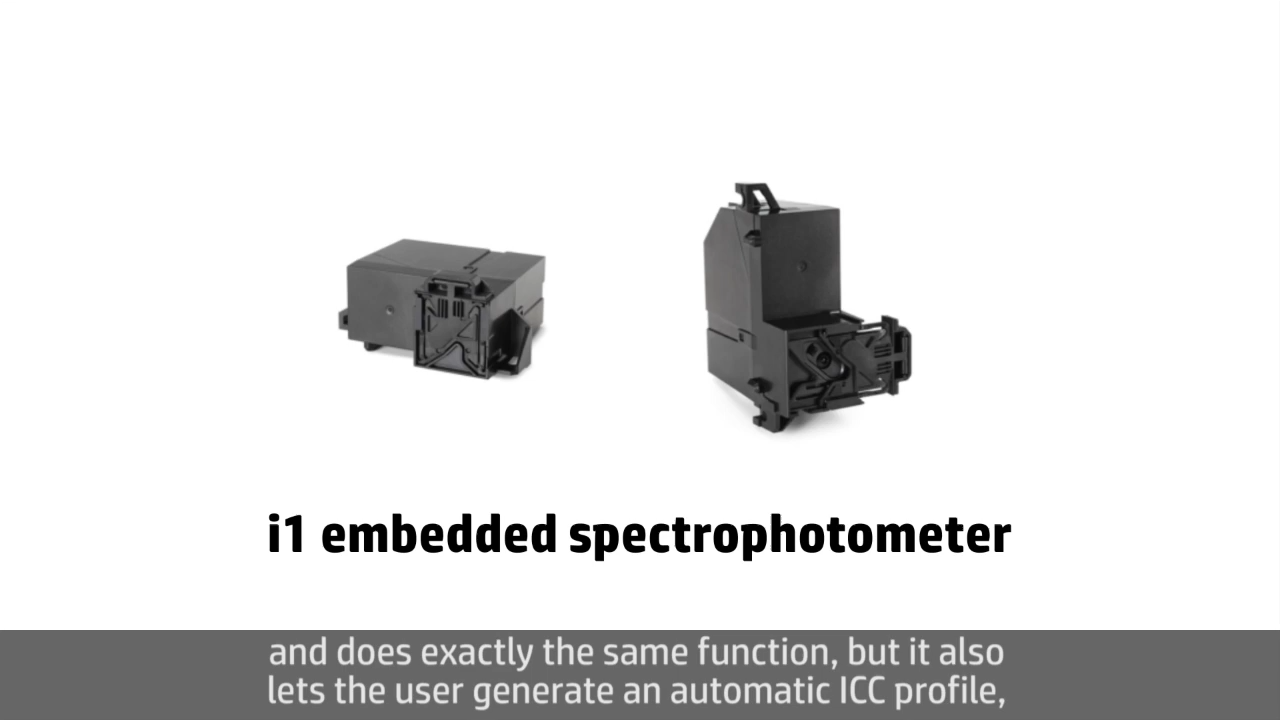 i1 embedded spectrophotometer
and does exactly the same function, but it also
lets the user generate an automatic ICC profile,